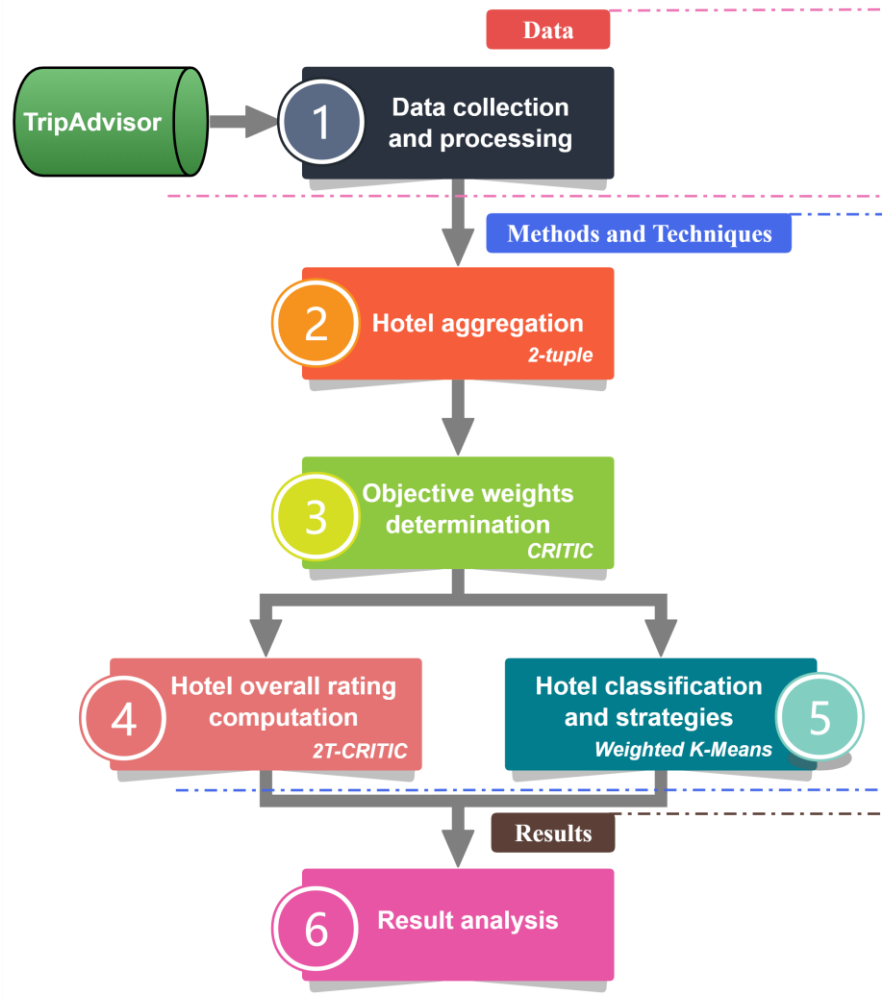 Data
TripAdvisor
1
Data collection
and processing
Methods and Techniques
2
Hotel aggregation
2-tuple
3
Objective weights
determination
CRITIC
4
Hotel overall rating
computation
2T-CRITIC
Hotel classification
and strategies
Weighted K-Means
5
Results
6
Result analysis